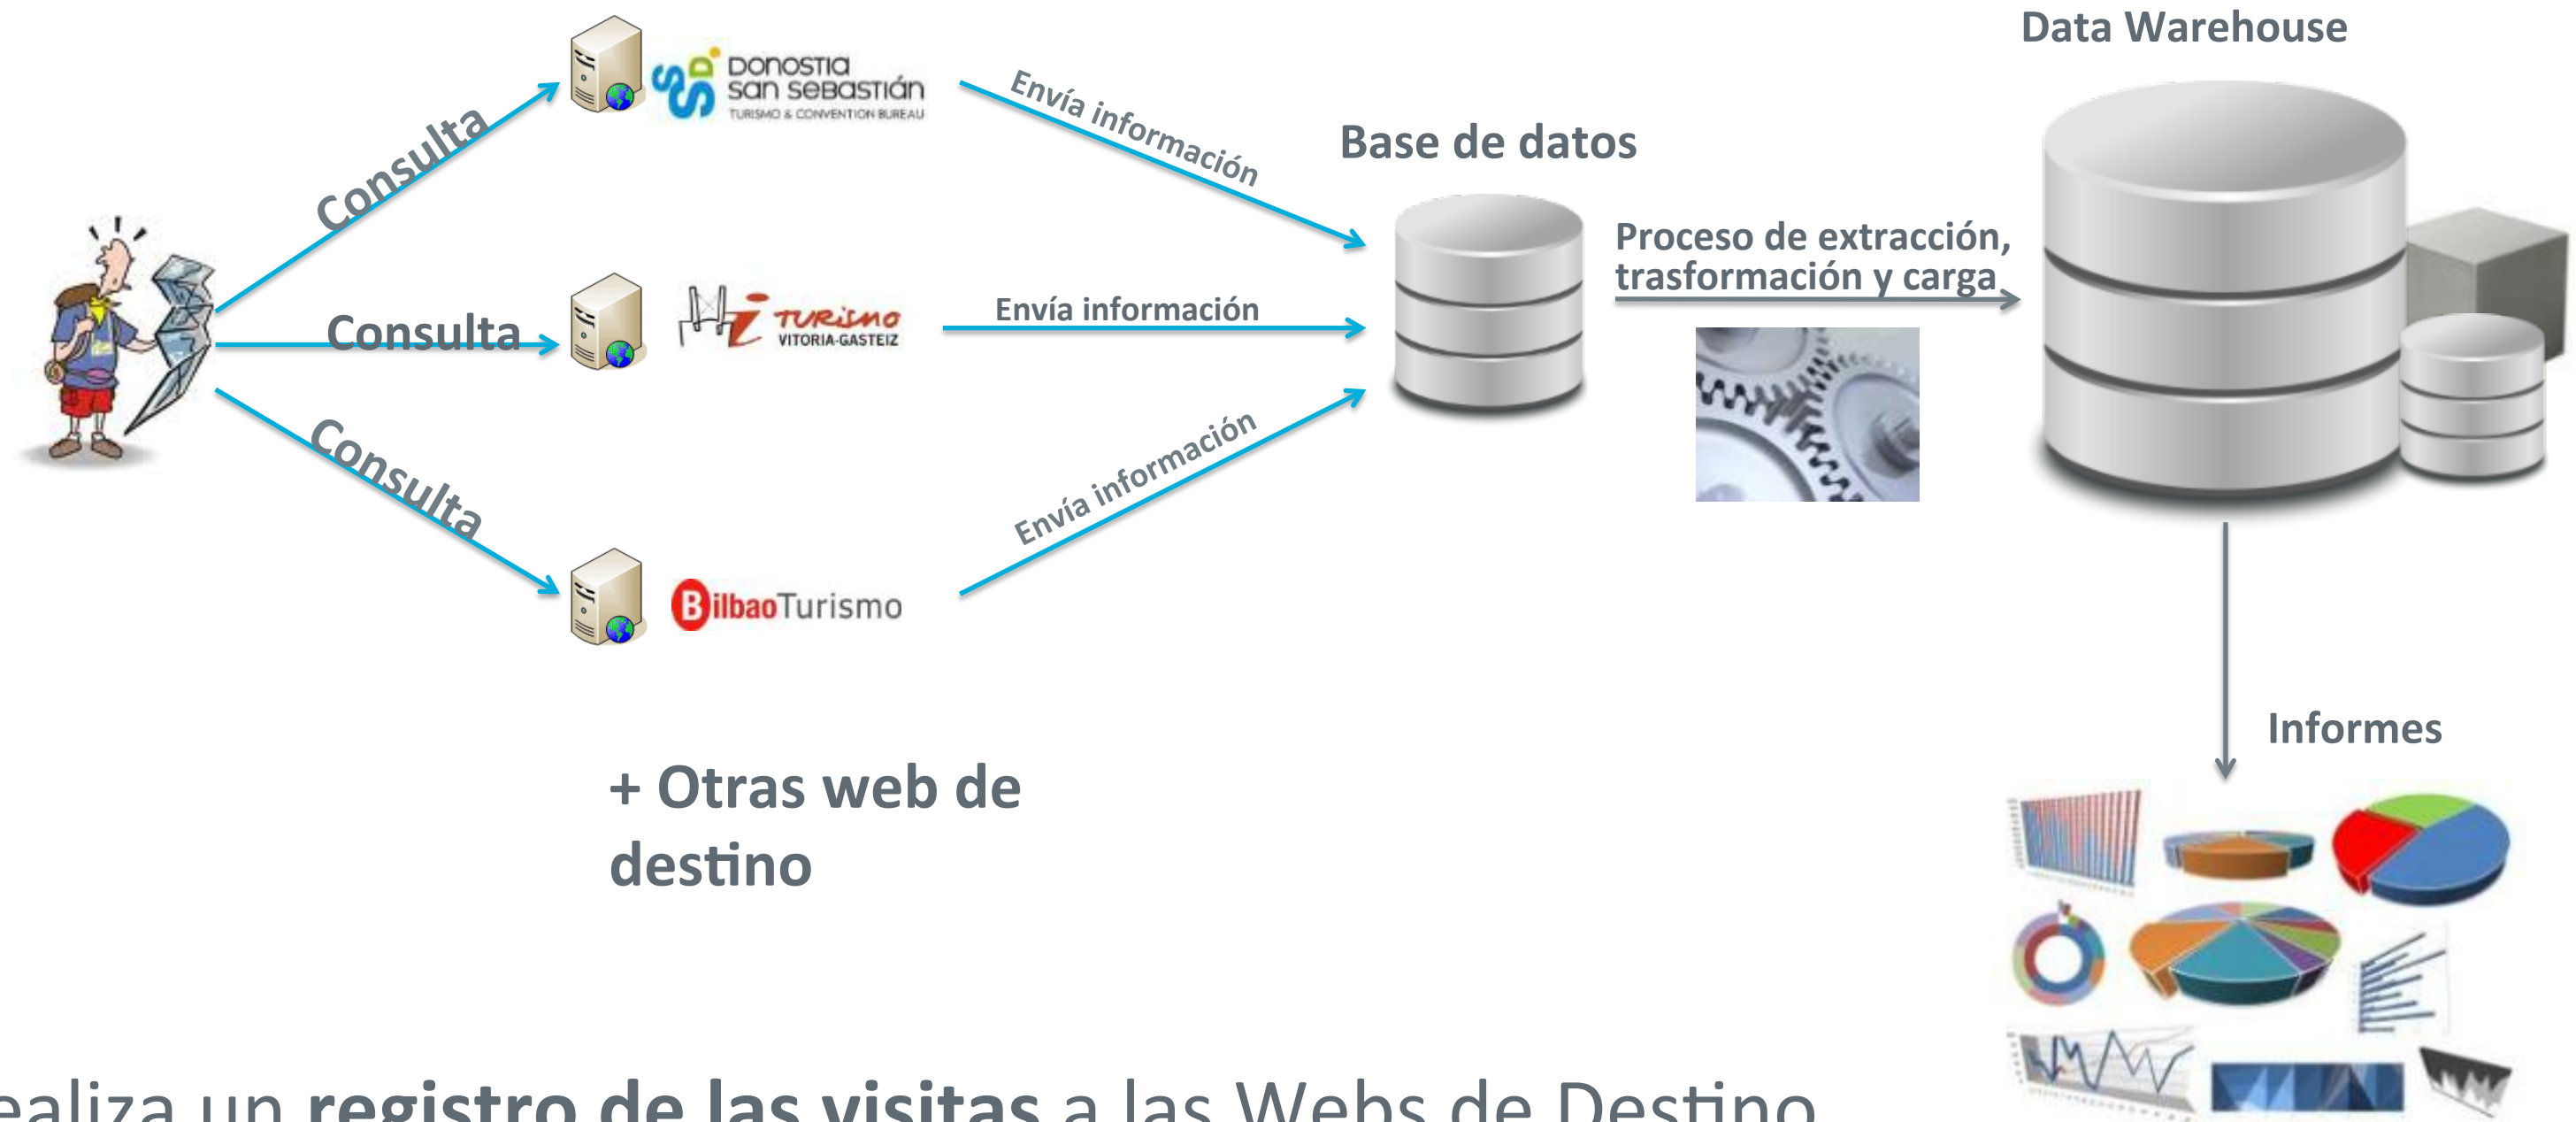 Data Warehouse
DONOSTIA
SAN SEBASTIÁN
TURISMO & CONVENTION BUREAU
Consulta
Envía información
Base de datos
Proceso de extracción,
trasformación y carga
Consulta
TURISMO
VITORIA-GASTEIZ
Envía información
Consulta
Envía información
BilbaoTurismo
Informes
+ Otras web de
destino
ealiza un registro de las visitas a las Webs de Destino